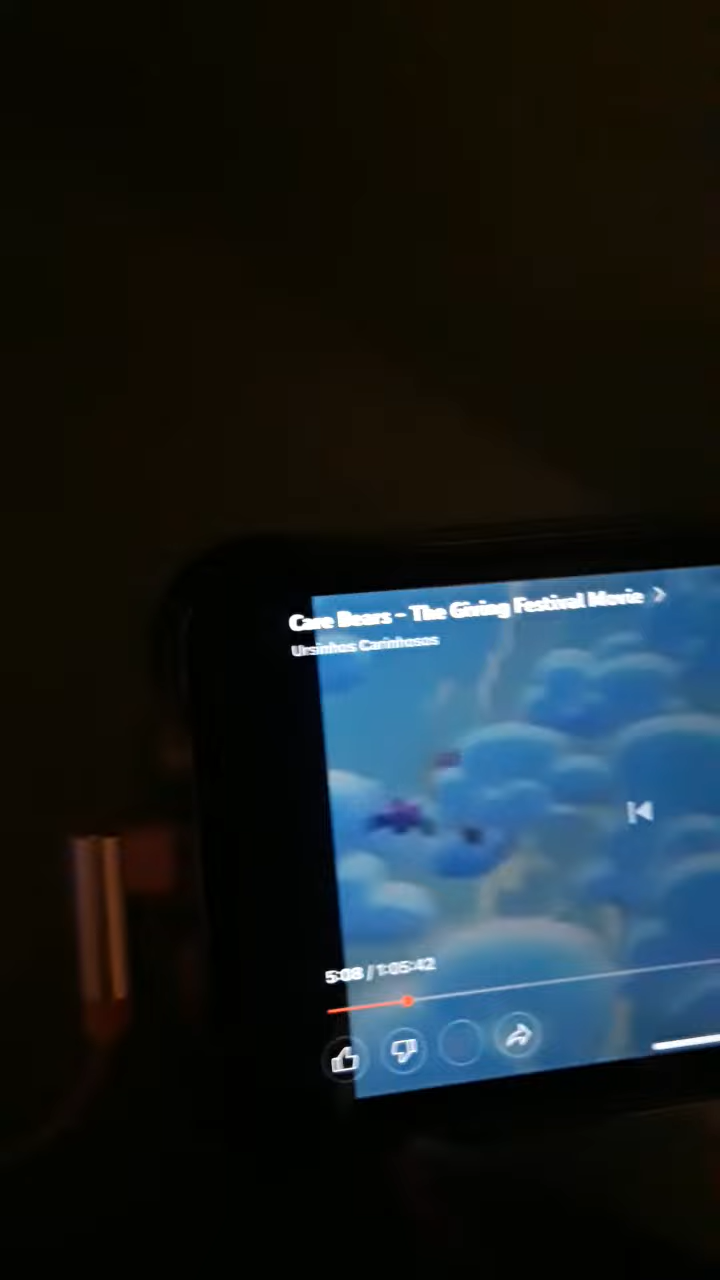 Care Bears - The Giving Festival Movie
Ursinhos Carinhosos
5:08 / 1:05:42